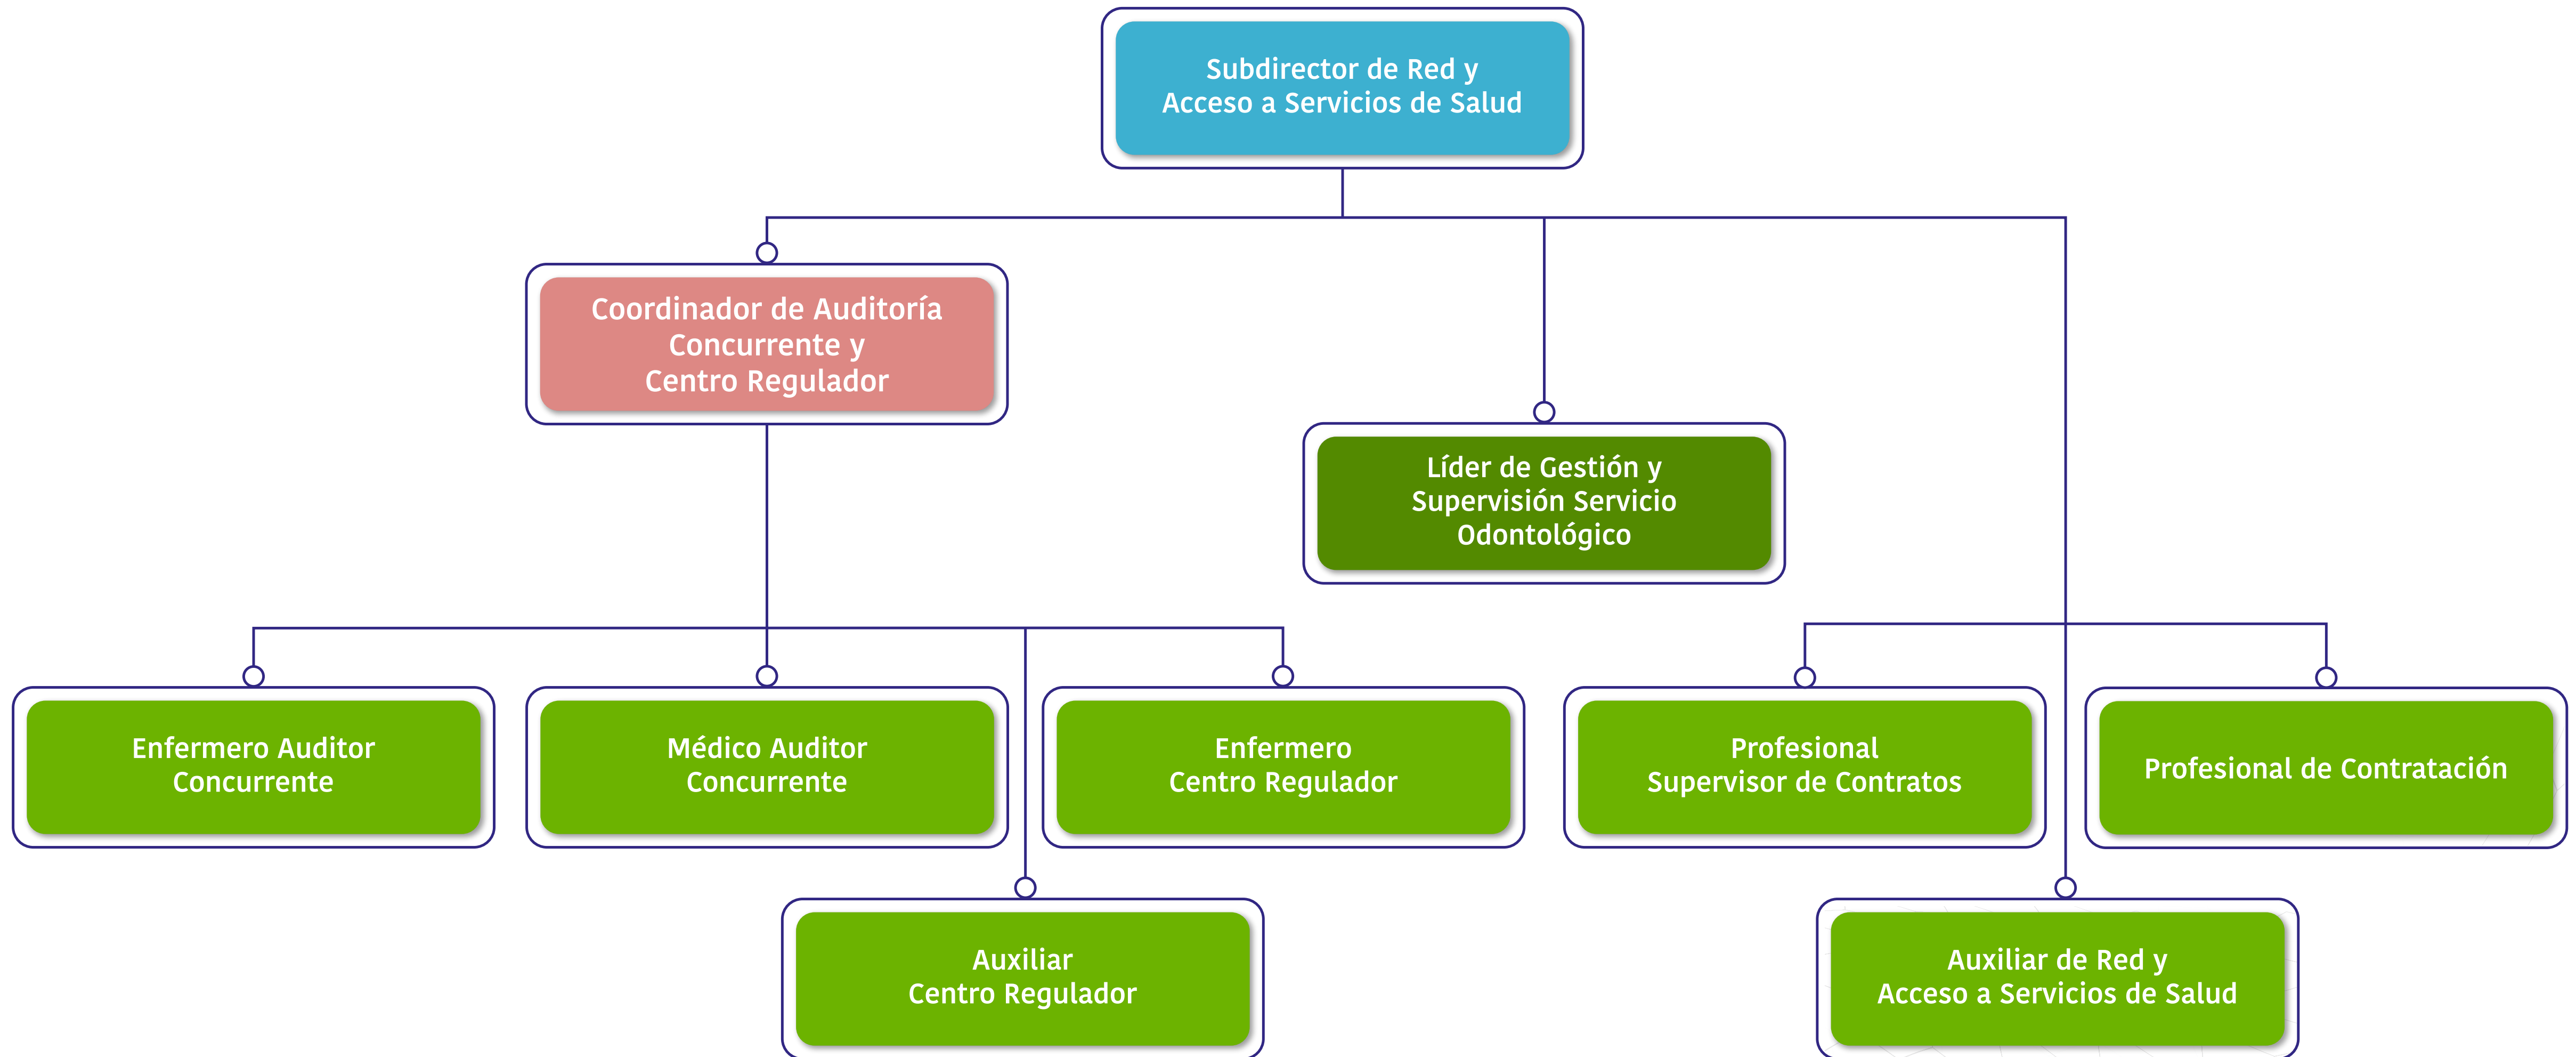 Subdirector de Red y
Acceso a Servicios de Salud
Coordinador de Auditoría
Concurrente y
Centro Regulador
Líder de Gestión y
Supervisión Servicio
Odontológico
Enfermero Auditor
Concurrente
Médico Auditor
Concurrente
Enfermero
Centro Regulador
Profesional
Supervisor de Contratos
Profesional de Contratación
Auxiliar
Centro Regulador
Auxiliar de Red y
Acceso a Servicios de Salud